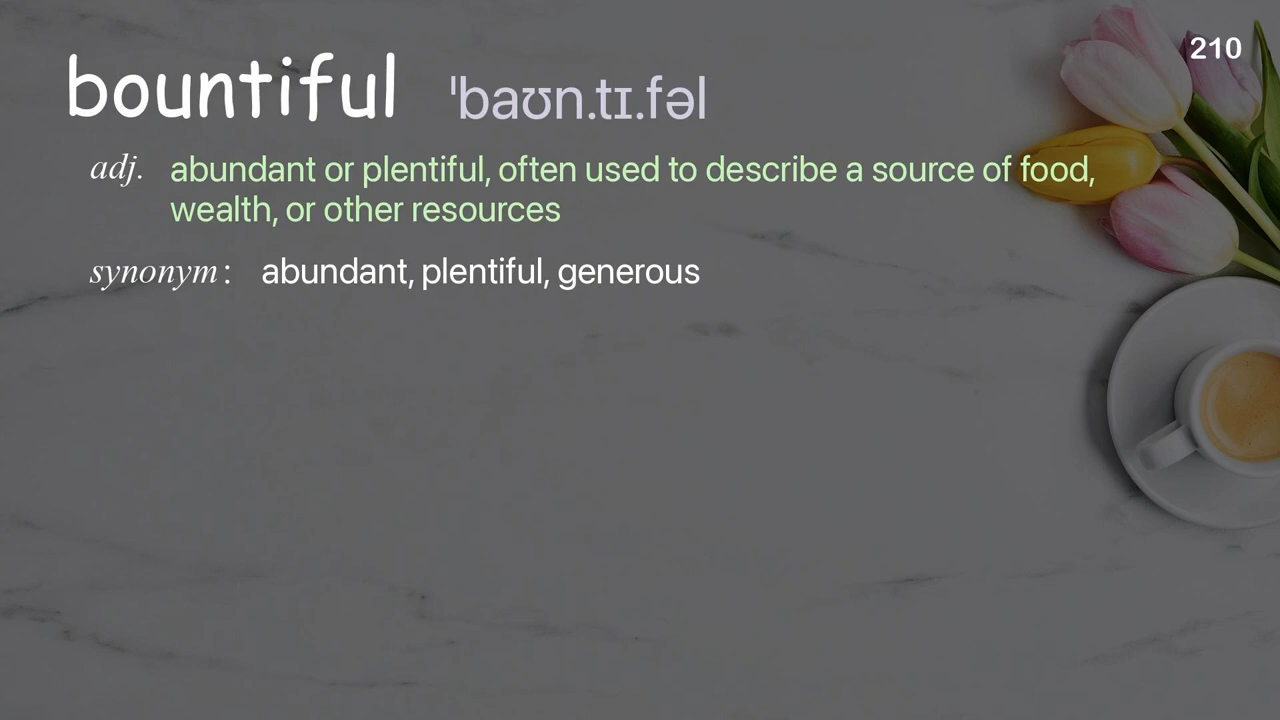 210
bountiful ˈbaʊn.tɪ.fəl
adj. abundant or plentiful, often used to describe a source of food,
wealth, or other resources
synonym : abundant, plentiful, generous